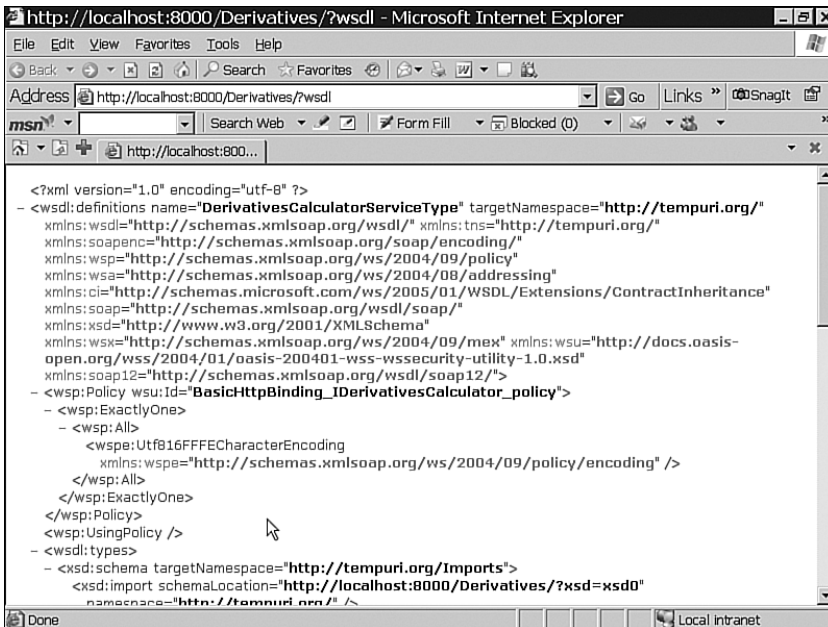 http://localhost:8000/Derivatives/?wsdl - Microsoft Internet Explorer
File Edit View Favorites Tools Help
Back Search Favorites
Address http://localhost:8000/Derivatives/?wsdl Go Links » SnagIt
msn Search Web Form Fill Blocked (0) »
http://localhost:800...
<?xml version="1.0" encoding="utf-8" ?>
- <wsdl:definitions name="DerivativesCalculatorServiceType" targetNamespace="http://tempuri.org/"
xmlns:wsdl="http://schemas.xmlsoap.org/wsdl/" xmlns:tns="http://tempuri.org/"
xmlns:soapenc="http://schemas.xmlsoap.org/soap/encoding/"
xmlns:wsp="http://schemas.xmlsoap.org/ws/2004/09/policy"
xmlns:wsa="http://schemas.xmlsoap.org/ws/2004/08/addressing"
xmlns:ci="http://schemas.microsoft.com/ws/2005/01/WSDL/Extensions/ContractInheritance"
xmlns:soap="http://schemas.xmlsoap.org/wsdl/soap/"
xmlns:xsd="http://www.w3.org/2001/XMLSchema"
xmlns:wsx="http://schemas.xmlsoap.org/ws/2004/09/mex" xmlns:wsu="http://docs.oasis-
open.org/wss/2004/01/oasis-200401-wss-wssecurity-utility-1.0.xsd"
xmlns:soap12="http://schemas.xmlsoap.org/wsdl/soap12/">
- <wsp:Policy wsu:Id="BasicHttpBinding_IDerivativesCalculator_policy">
- <wsp:ExactlyOne>
- <wsp:All>
<wspe:Utf816FFFECharacterEncoding
xmlns:wspe="http://schemas.xmlsoap.org/ws/2004/09/policy/encoding" />
</wsp:All>
</wsp:ExactlyOne>
</wsp:Policy>
<wsp:UsingPolicy />
- <wsdl:types>
- <xsd:schema targetNamespace="http://tempuri.org/Imports">
<xsd:import schemaLocation="http://localhost:8000/Derivatives/?xsd=xsd0"
namespace="http://tempuri.org/" />
Done Local intranet